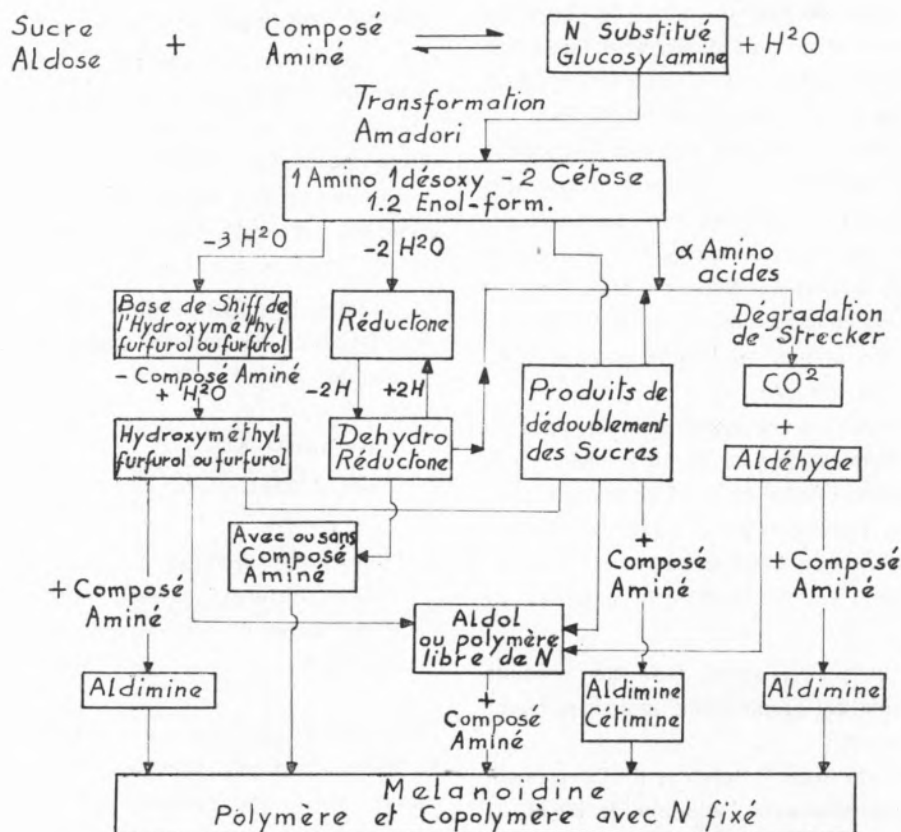 Sucre
Aldose
+
Composé
Aminé
N Substitué
Glucosylamine
+ H²O
Transformation
Amadori
1 Amino 1 désoxy - 2 Cétose
1.2 Enol-form.
-3 H²O
-2 H²O
α Amino
acides
Base de Shiff de
l'Hydroxyméthyl
furfurol ou furfurol
Réductone
Dégradation
de Strecker
- Composé Aminé
+ H²O
-2H
+2H
Produits de
dédoublement
des Sucres
CO²
+
Hydroxyméthyl
furfurol ou furfurol
Dehydro
Réductone
Aldéhyde
Avec ou sans
Composé
Aminé
+ Composé
Aminé
+
Composé
Aminé
+ Composé
Aminé
Aldol
ou polymère
libre de N
Aldimine
+
Composé
Aminé
Aldimine
Cétimine
Aldimine
Melanoidine
Polymère et Copolymère avec N fixé